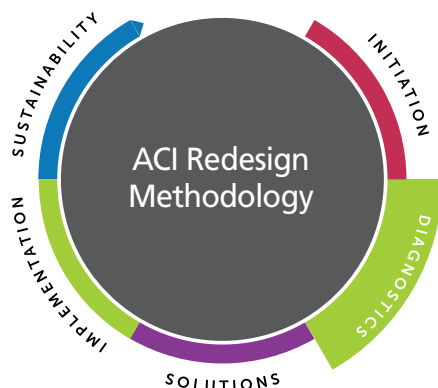 ACI Redesign
Methodology
INITIATION
DIAGNOSTICS
SOLUTIONS
IMPLEMENTATION
SUSTAINABILITY